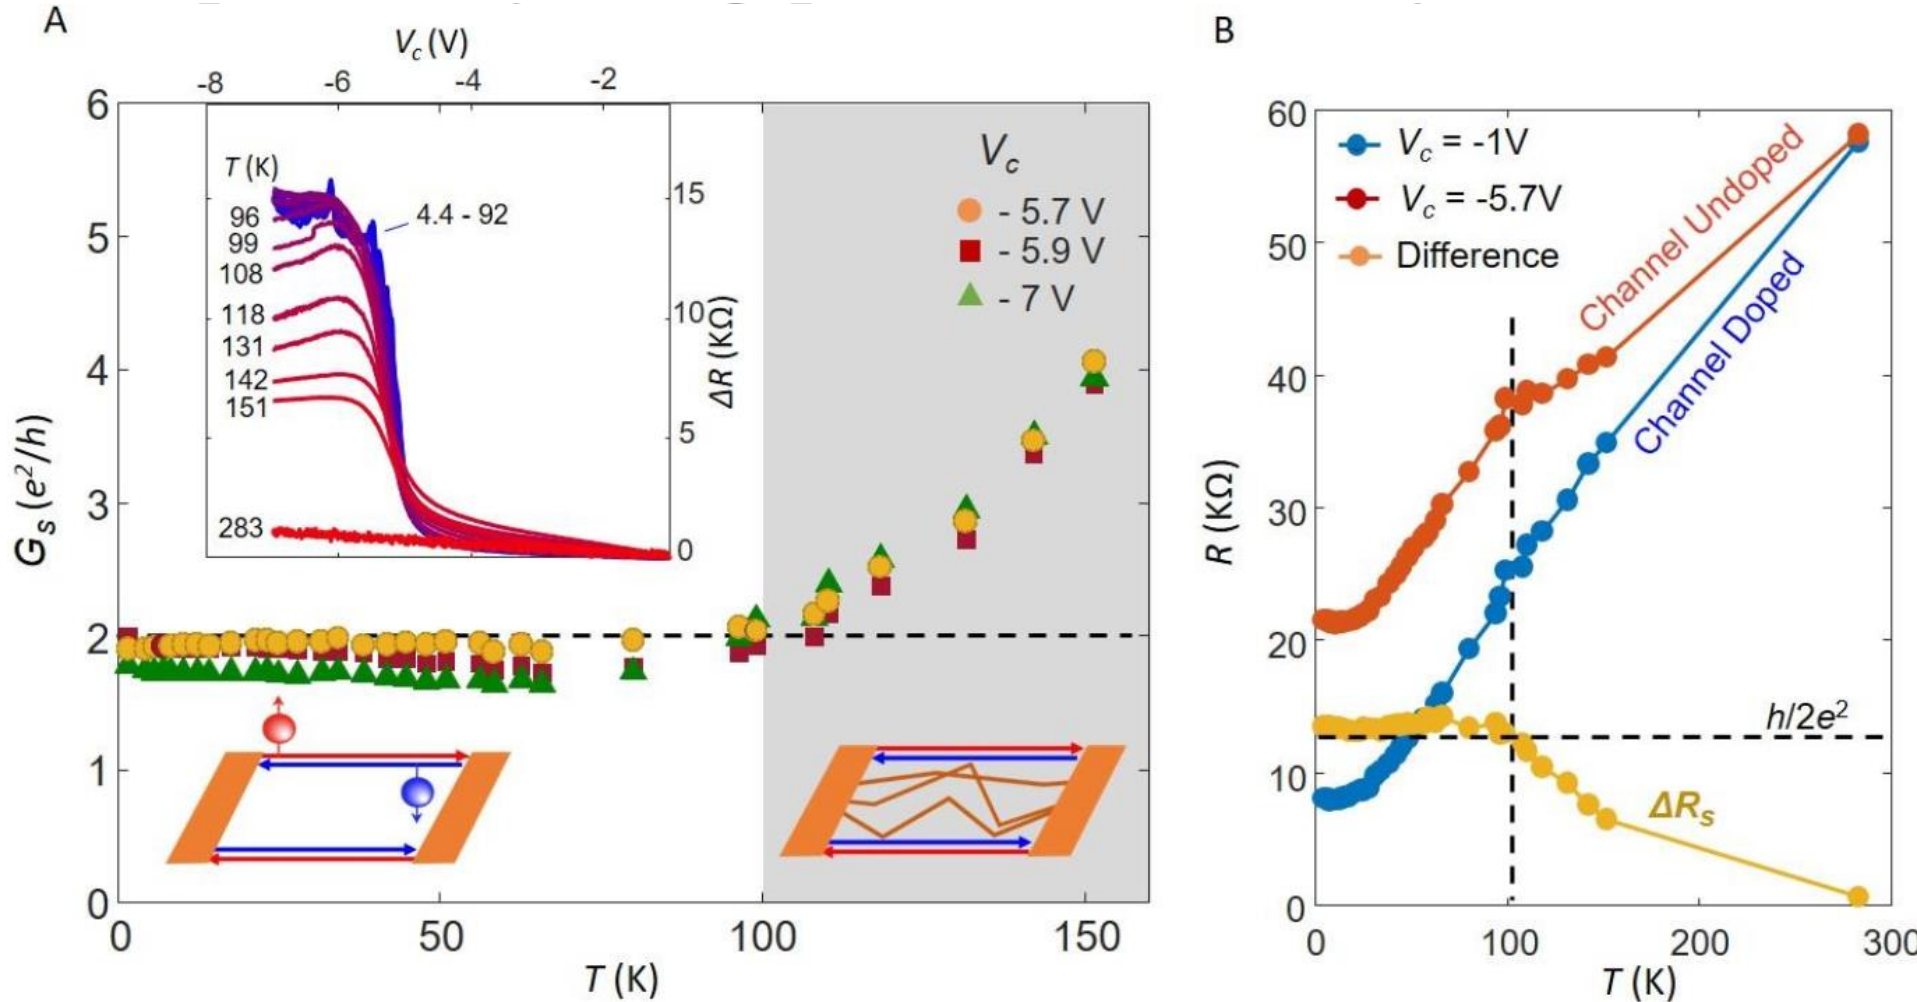 A
V_c (V)
-8 -6 -4 -2
6
5
4
3
2
1
0
G_s (e²/h)
T (K)
96
99
108
118
131
142
151
283
4.4 - 92
15
10
5
0
ΔR (KΩ)
V_c
- 5.7 V
- 5.9 V
- 7 V
0 50 100 150
T (K)
B
60
50
40
30
20
10
0
R (KΩ)
V_c = -1V
V_c = -5.7V
Difference
Channel Undoped
Channel Doped
h/2e²
ΔR_s
0 100 200 300
T (K)